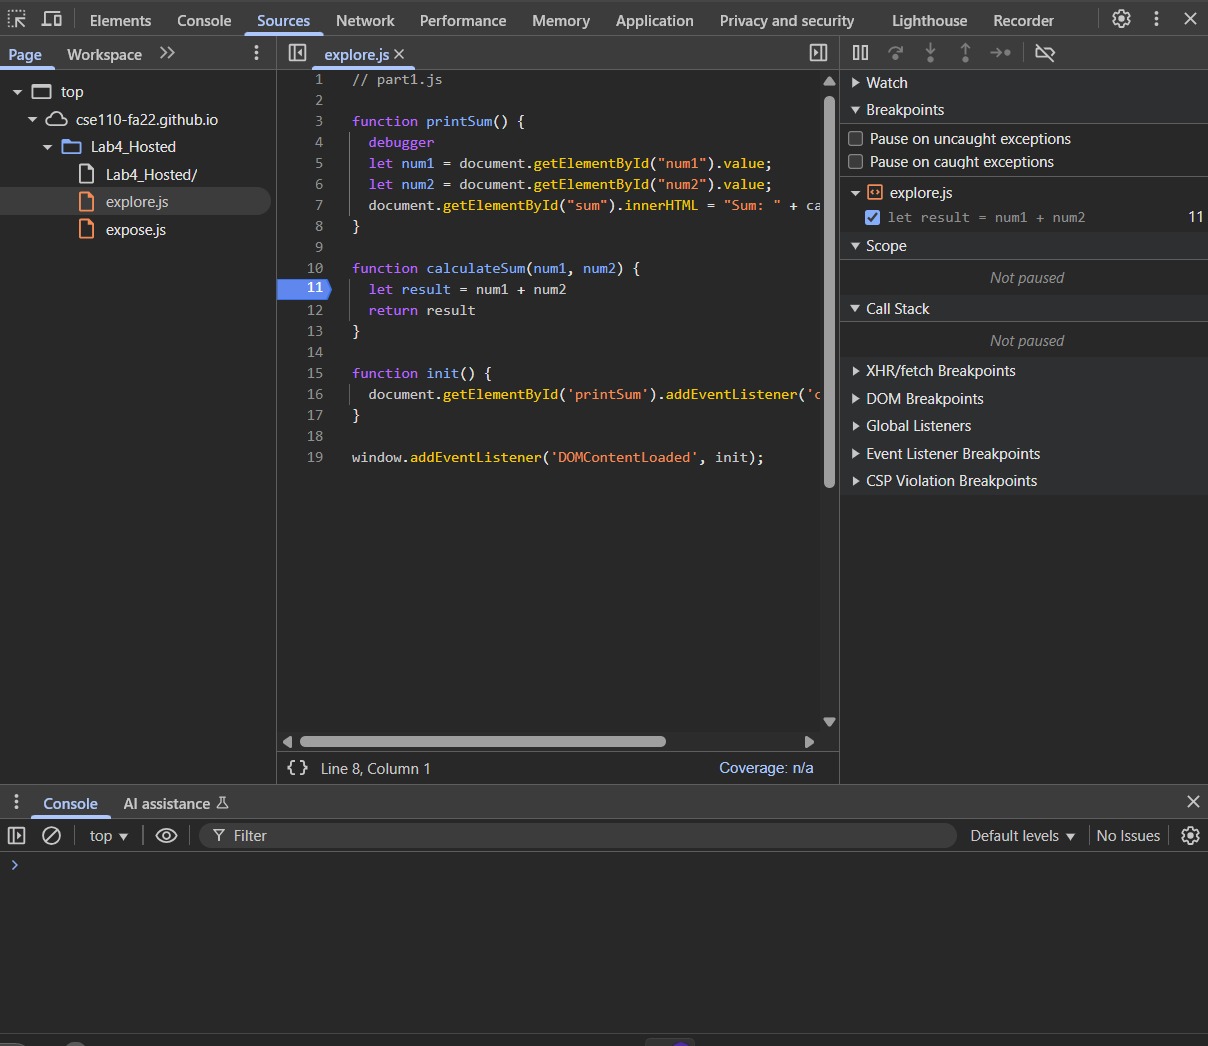 Elements Console Sources Network Performance Memory Application Privacy and security Lighthouse Recorder
Page Workspace
explore.js
top
cse110-fa22.github.io
Lab4_Hosted
Lab4_Hosted/
explore.js
expose.js
1 // part1.js
2
3 function printSum() {
4 debugger
5 let num1 = document.getElementById("num1").value;
6 let num2 = document.getElementById("num2").value;
7 document.getElementById("sum").innerHTML = "Sum: " + ca
8 }
9
10 function calculateSum(num1, num2) {
11 let result = num1 + num2
12 return result
13 }
14
15 function init() {
16 document.getElementById('printSum').addEventListener('c
17 }
18
19 window.addEventListener('DOMContentLoaded', init);
{} Line 8, Column 1 Coverage: n/a
Watch
Breakpoints
Pause on uncaught exceptions
Pause on caught exceptions
explore.js
let result = num1 + num2 11
Scope
Not paused
Call Stack
Not paused
XHR/fetch Breakpoints
DOM Breakpoints
Global Listeners
Event Listener Breakpoints
CSP Violation Breakpoints
Console AI assistance
top Filter Default levels No Issues